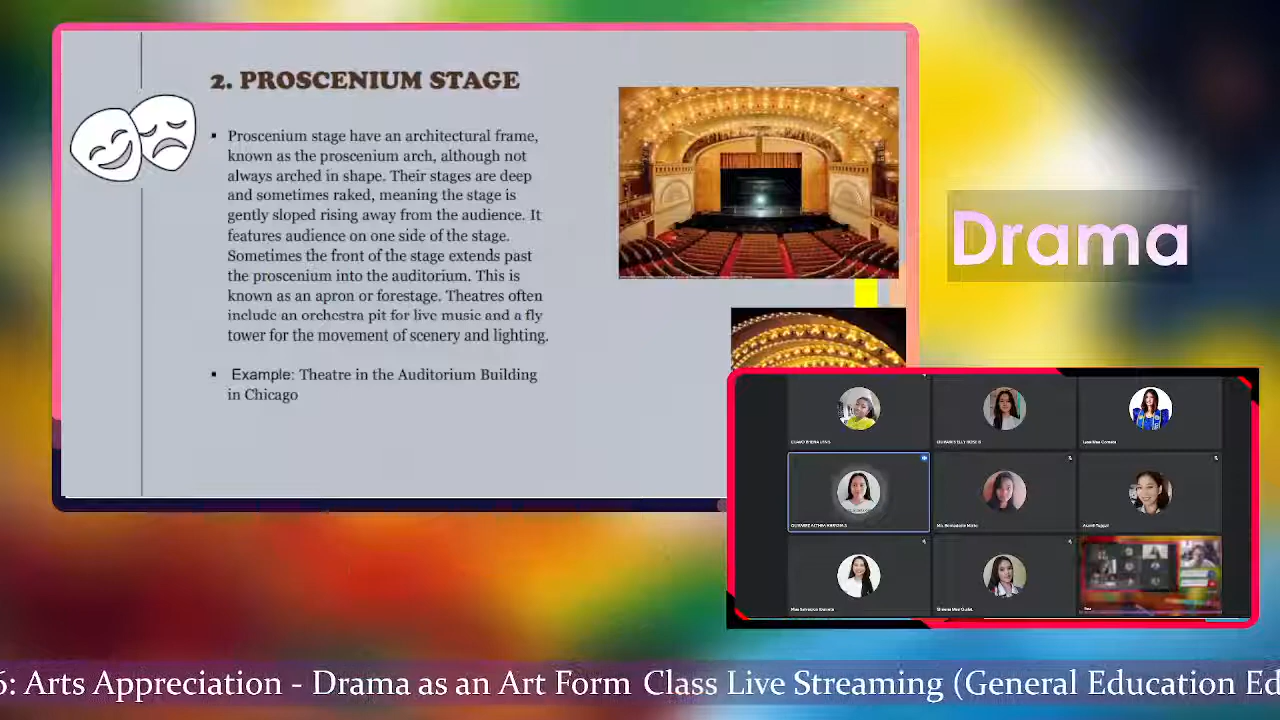 2. PROSCENIUM STAGE
▪ Proscenium stage have an architectural frame,
known as the proscenium arch, although not
always arched in shape. Their stages are deep
and sometimes raked, meaning the stage is
gently sloped rising away from the audience. It
features audience on one side of the stage.
Sometimes the front of the stage extends past
the proscenium into the auditorium. This is
known as an apron or forestage. Theatres often
include an orchestra pit for live music and a fly
tower for the movement of scenery and lighting.
▪ Example: Theatre in the Auditorium Building
in Chicago
Drama
6: Arts Appreciation - Drama as an Art Form Class Live Streaming (General Education Ed